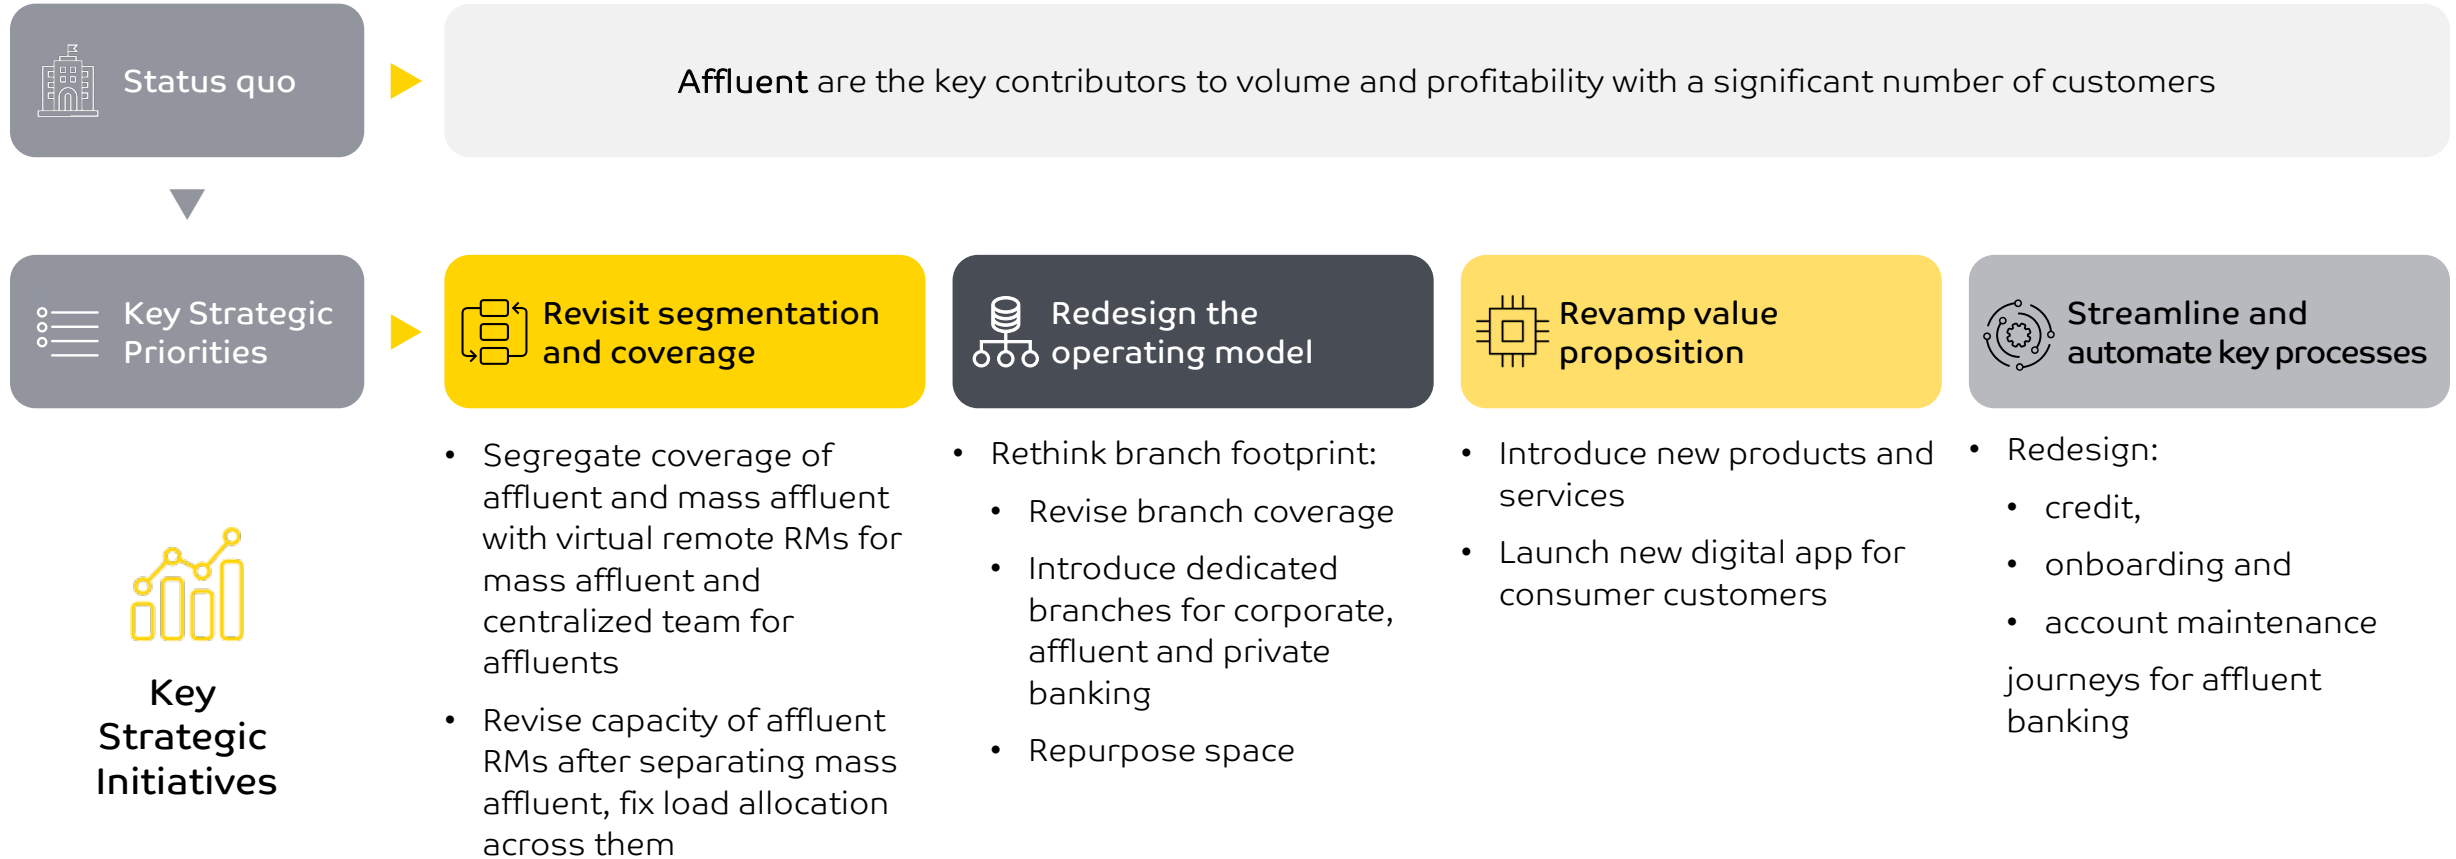 Status quo
Affluent are the key contributors to volume and profitability with a significant number of customers
Key Strategic
Priorities
Revisit segmentation
and coverage
Redesign the
operating model
Revamp value
proposition
Streamline and
automate key processes
Key
Strategic
Initiatives
• Segregate coverage of
affluent and mass affluent
with virtual remote RMs for
mass affluent and
centralized team for
affluents
• Revise capacity of affluent
RMs after separating mass
affluent, fix load allocation
across them
• Rethink branch footprint:
• Revise branch coverage
• Introduce dedicated
branches for corporate,
affluent and private
banking
• Repurpose space
• Introduce new products and
services
• Launch new digital app for
consumer customers
• Redesign:
• credit,
• onboarding and
• account maintenance
journeys for affluent
banking